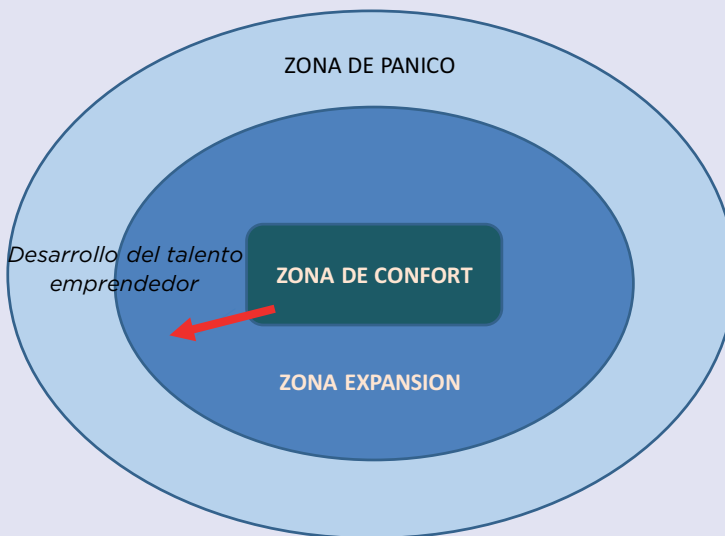 ZONA DE PANICO
Desarrollo del talento
emprendedor
ZONA DE CONFORT
ZONA EXPANSION